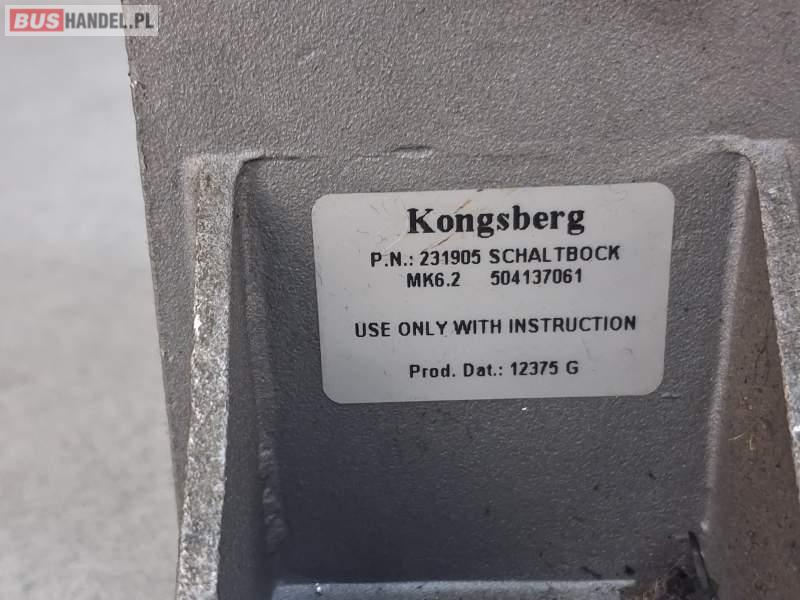 BUSHANDEL.PL
Kongsberg
P.N.: 231905 SCHALTBOCK
MK6.2 504137061
USE ONLY WITH INSTRUCTION
Prod. Dat.: 12375 G